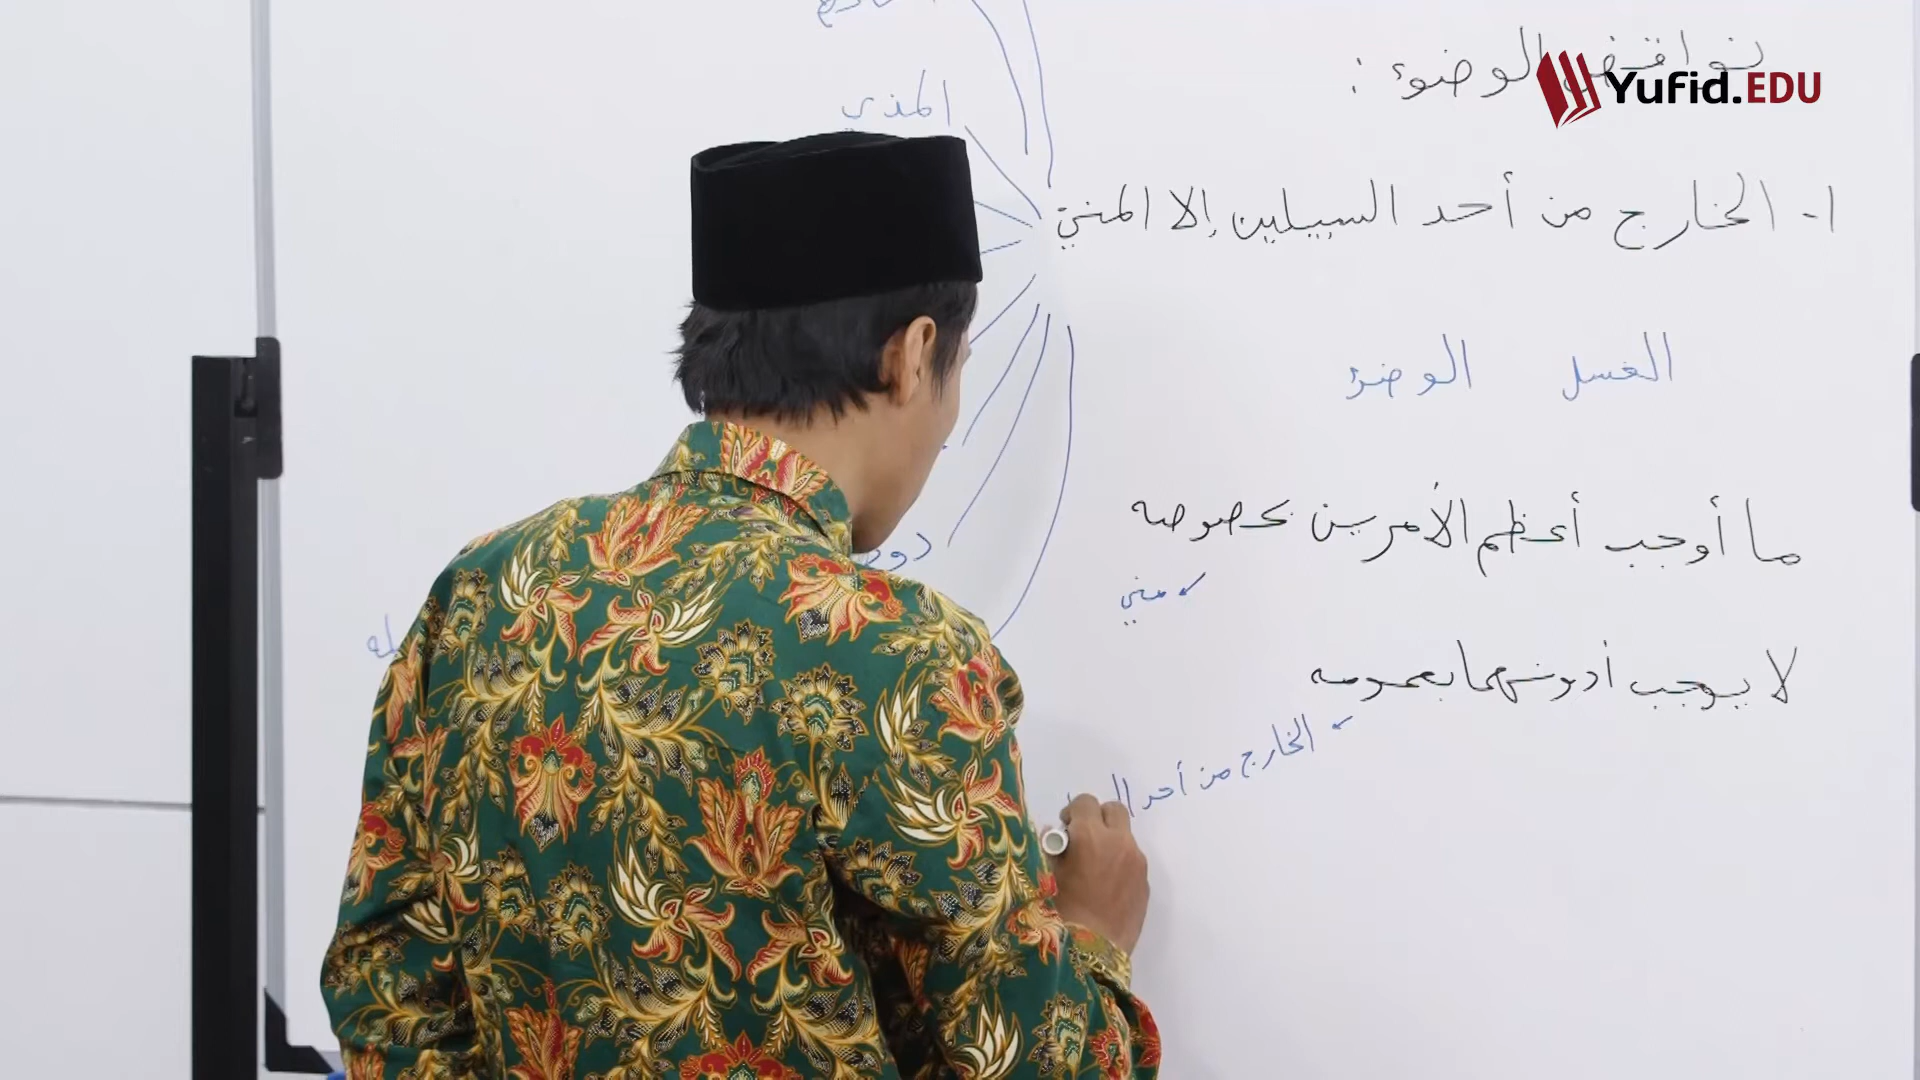 نواقض الوضوء :
Yufid.EDU
المذي
١- الخارج من أحد السبيلين إلا المني
الغسل الوضوء
ما أوجب أعظم الأمرين بخصوصه
مني
لا يوجب أدونهما بعمومه
الخارج من أحد